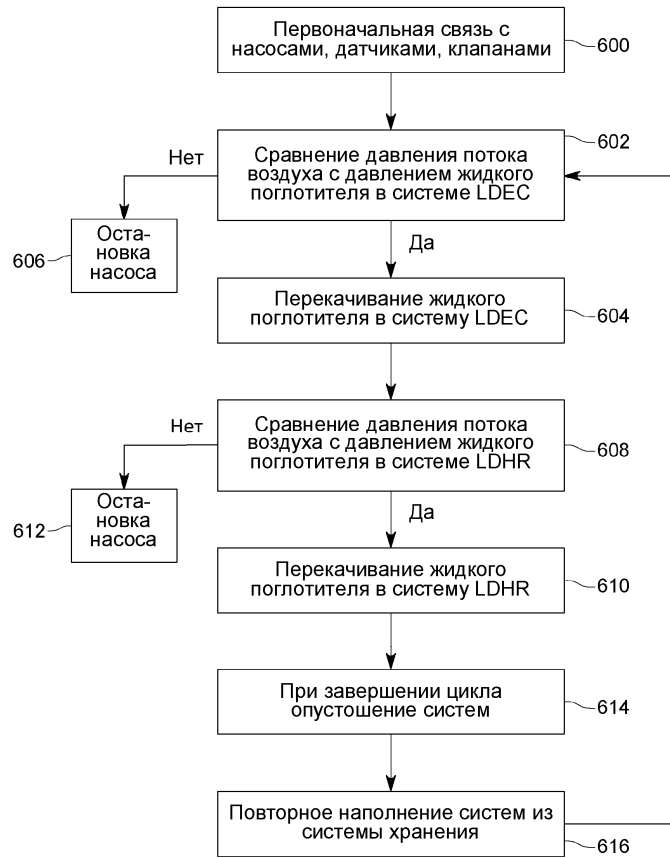 Первоначальная связь с
насосами, датчиками, клапанами
600
602
Нет
Сравнение давления потока
воздуха с давлением жидкого
поглотителя в системе LDEC
Оста-
новка
насоса
606
Да
Перекачивание жидкого
поглотителя в систему LDEC
604
Нет
Сравнение давления потока
воздуха с давлением жидкого
поглотителя в системе LDHR
608
Оста-
новка
насоса
612
Да
Перекачивание жидкого
поглотителя в систему LDHR
610
При завершении цикла
опустошение систем
614
Повторное наполнение систем из
системы хранения
616